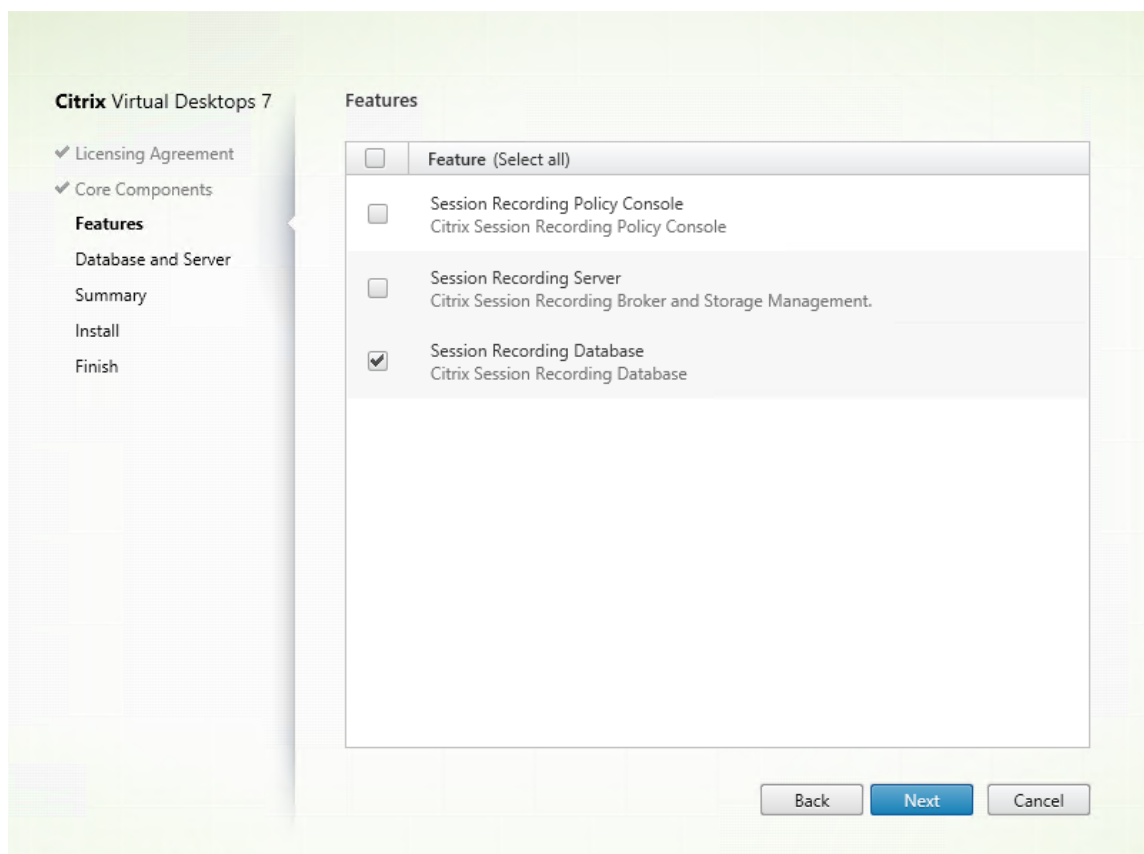 Citrix Virtual Desktops 7
Licensing Agreement
Core Components
Features
Database and Server
Summary
Install
Finish
Features
Feature (Select all)
Session Recording Policy Console
Citrix Session Recording Policy Console
Session Recording Server
Citrix Session Recording Broker and Storage Management.
Session Recording Database
Citrix Session Recording Database
Back
Next
Cancel